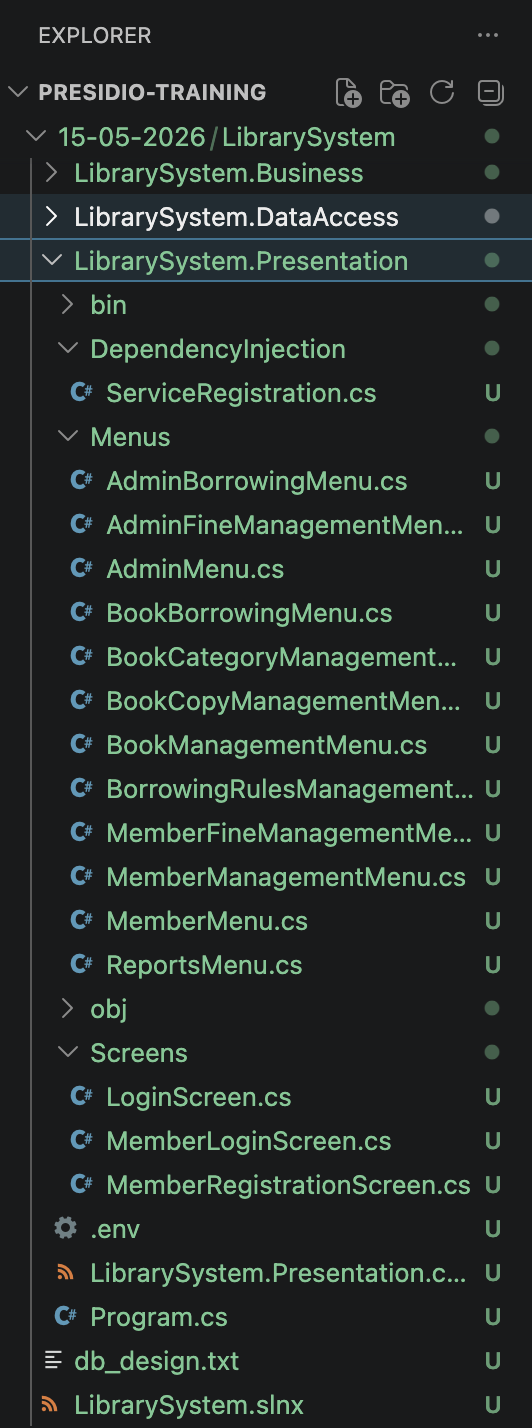 EXPLORER
PRESIDIO-TRAINING
15-05-2026/LibrarySystem
LibrarySystem.Business
LibrarySystem.DataAccess
LibrarySystem.Presentation
bin
DependencyInjection
C# ServiceRegistration.cs U
Menus
C# AdminBorrowingMenu.cs U
C# AdminFineManagementMen... U
C# AdminMenu.cs U
C# BookBorrowingMenu.cs U
C# BookCategoryManagement... U
C# BookCopyManagementMen... U
C# BookManagementMenu.cs U
C# BorrowingRulesManagement... U
C# MemberFineManagementMe... U
C# MemberManagementMenu.cs U
C# MemberMenu.cs U
C# ReportsMenu.cs U
obj
Screens
C# LoginScreen.cs U
C# MemberLoginScreen.cs U
C# MemberRegistrationScreen.cs U
.env U
LibrarySystem.Presentation.c... U
C# Program.cs U
db_design.txt U
LibrarySystem.slnx U